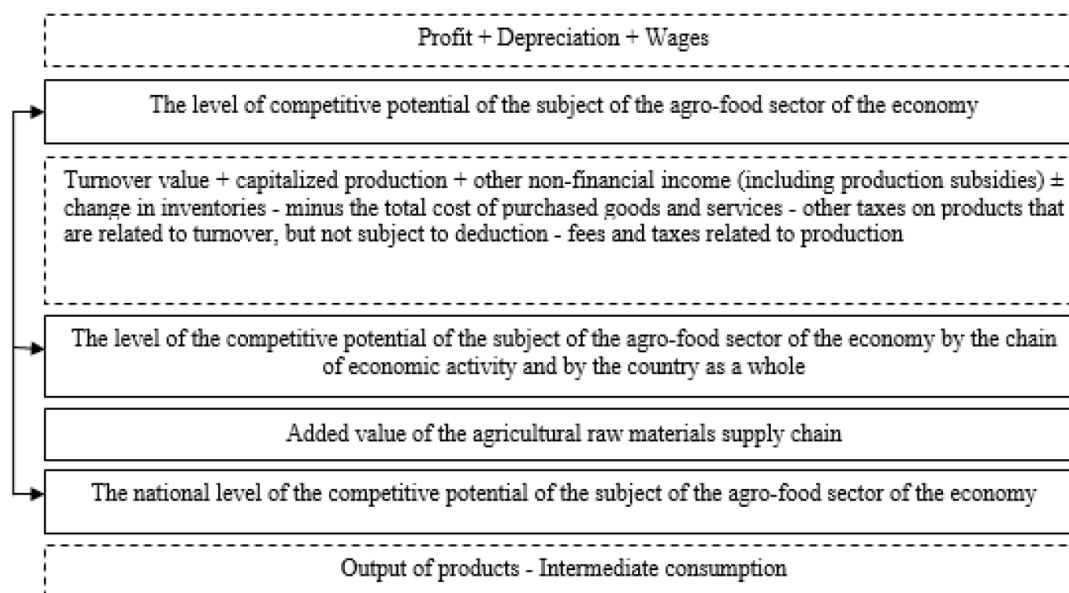 Profit + Depreciation + Wages
The level of competitive potential of the subject of the agro-food sector of the economy
Turnover value + capitalized production + other non-financial income (including production subsidies) ±
change in inventories - minus the total cost of purchased goods and services - other taxes on products that
are related to turnover, but not subject to deduction - fees and taxes related to production
The level of the competitive potential of the subject of the agro-food sector of the economy by the chain
of economic activity and by the country as a whole
Added value of the agricultural raw materials supply chain
The national level of the competitive potential of the subject of the agro-food sector of the economy
Output of products - Intermediate consumption